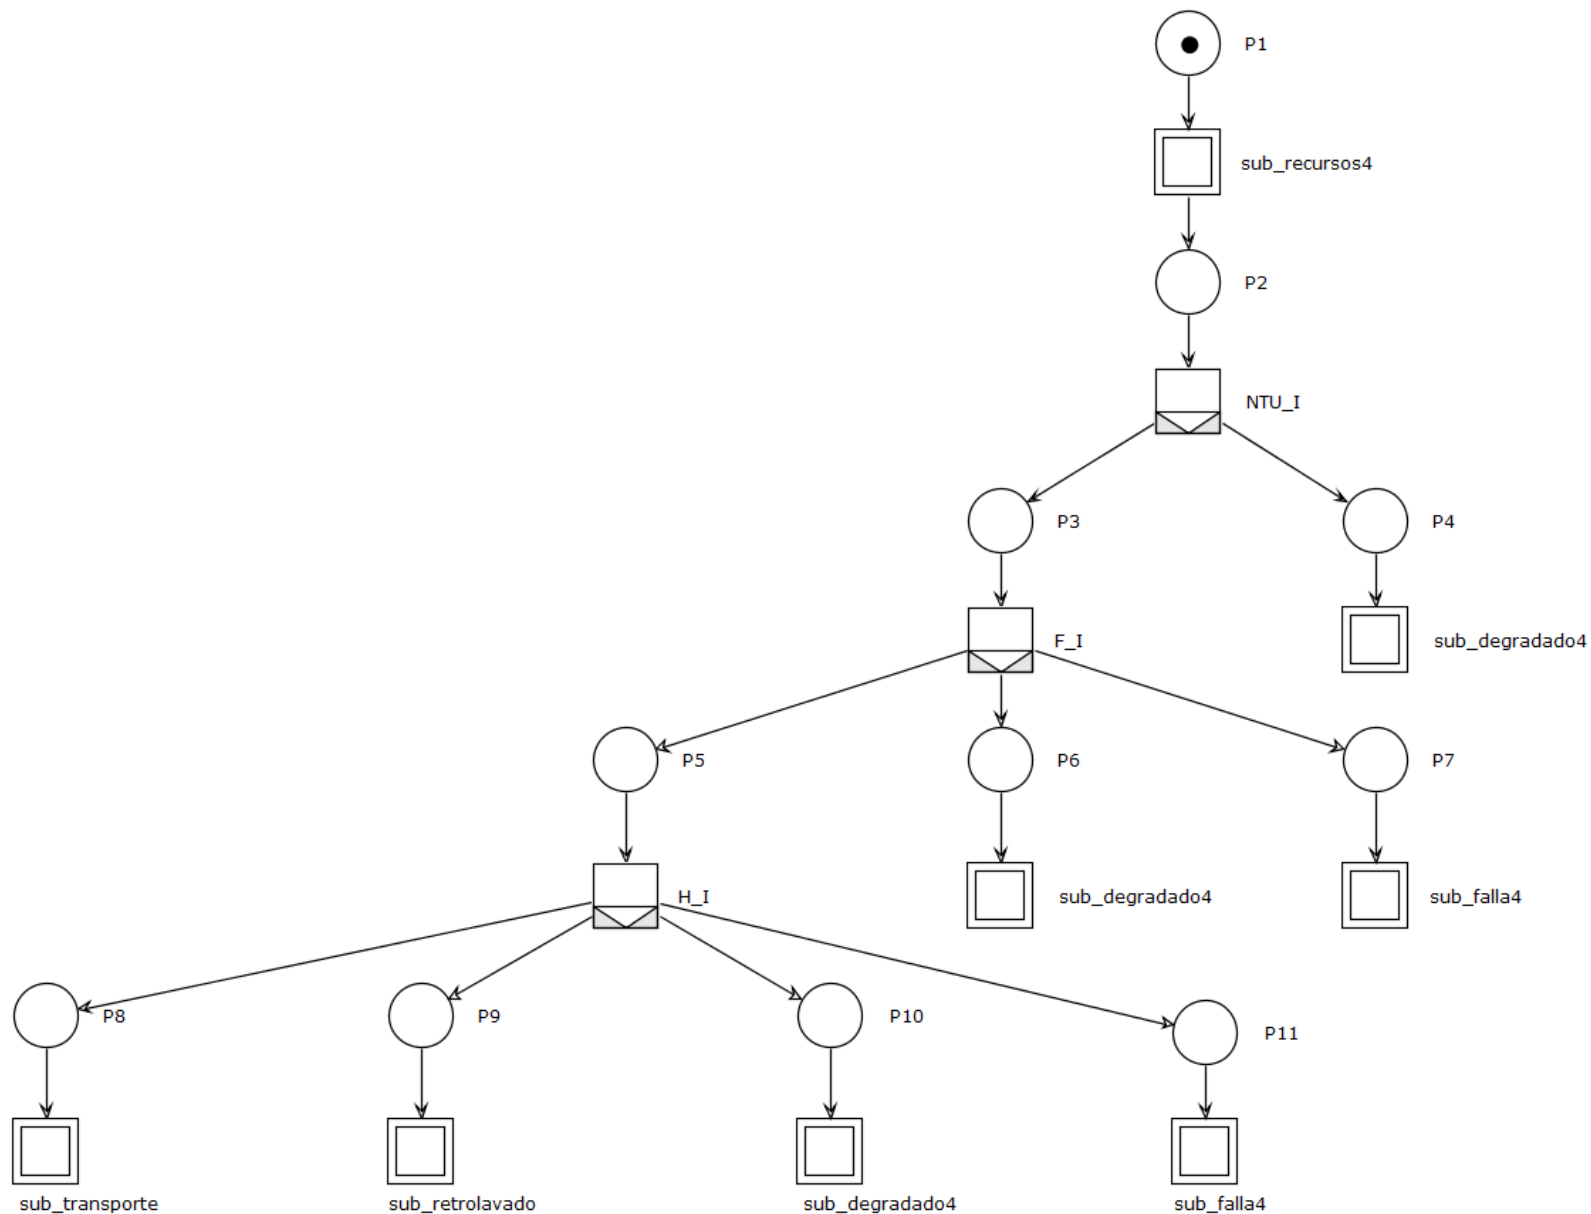 P1
sub_recursos4
P2
NTU_I
P3
P4
F_I
sub_degradado4
P5
P6
P7
H_I
sub_degradado4
sub_falla4
P8
P9
P10
P11
sub_transporte
sub_retrolavado
sub_degradado4
sub_falla4